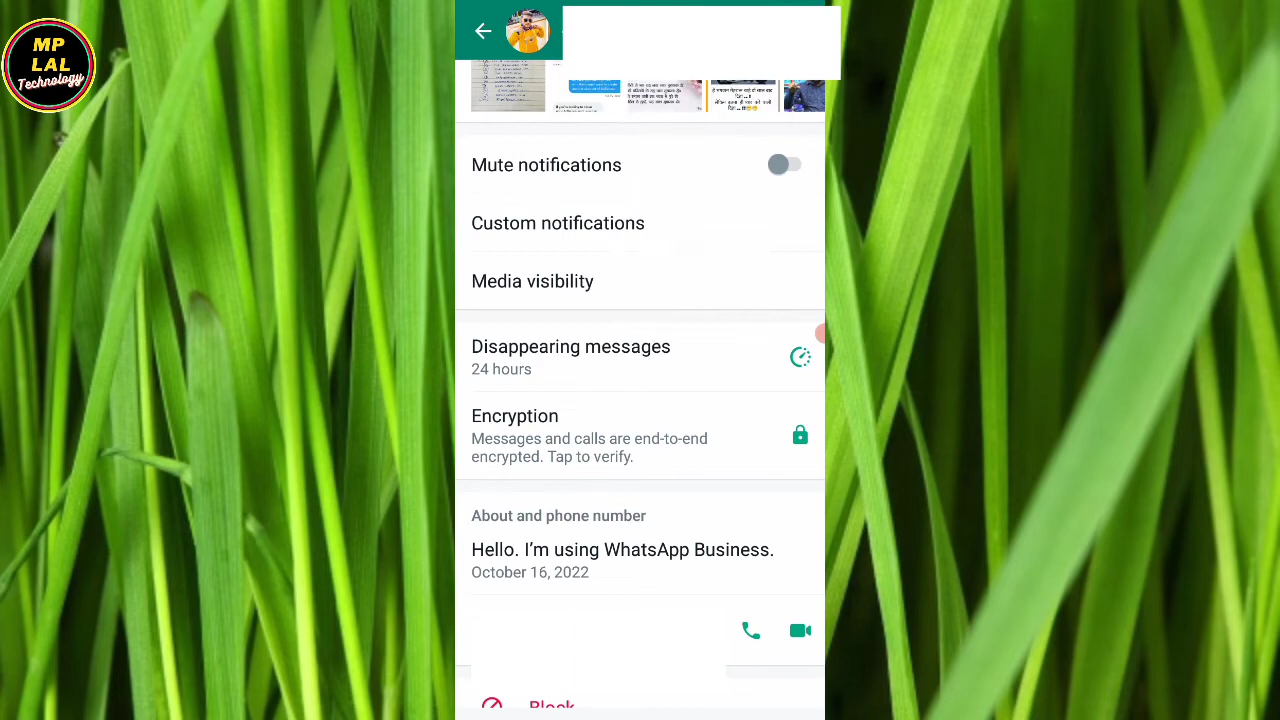 MP
LAL
Technology
Mute notifications
Custom notifications
Media visibility
Disappearing messages
24 hours
Encryption
Messages and calls are end-to-end
encrypted. Tap to verify.
About and phone number
Hello. I'm using WhatsApp Business.
October 16, 2022
Block